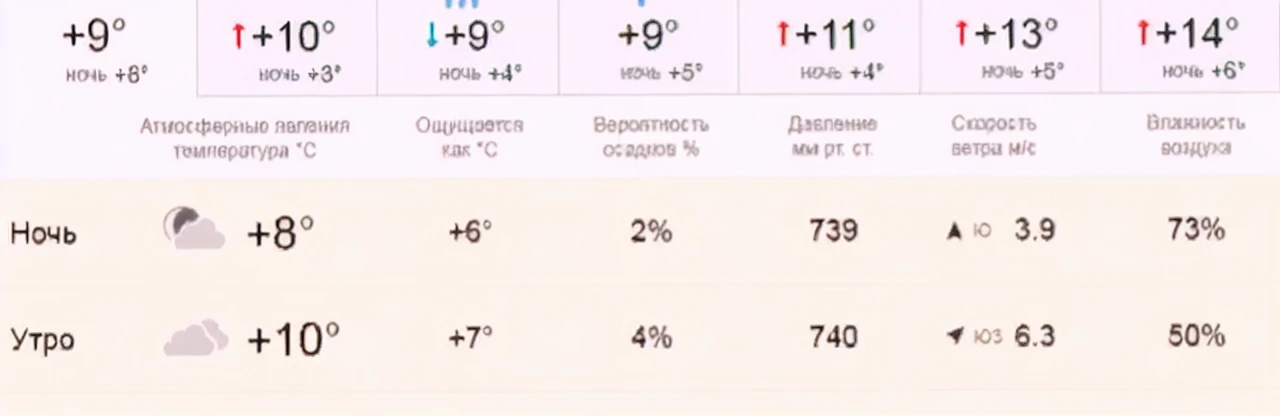 +9° +10° +9° +9° +11° +13° +14°
ночь +8° ночь +3° ночь +4° ночь +5° ночь +4° ночь +5° ночь +6°
Атмосферные явления Ощущается Вероятность Давление Скорость Влажность
температура °C как °C осадков % мм рт. ст. ветра м/с воздуха
Ночь +8° +6° 2% 739 Ю 3.9 73%
Утро +10° +7° 4% 740 ЮЗ 6.3 50%